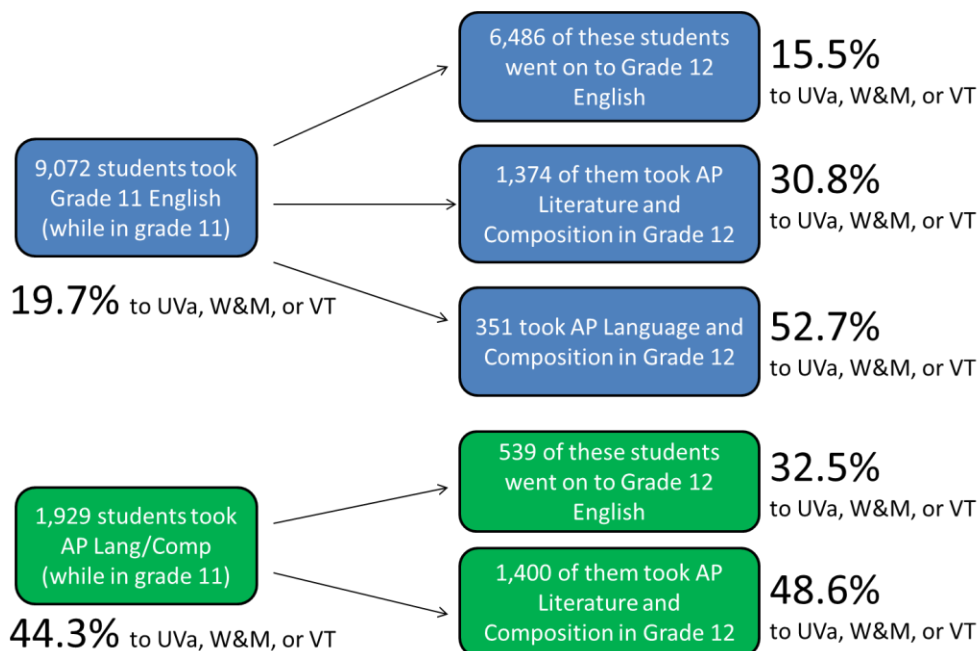 9,072 students took
Grade 11 English
(while in grade 11)
19.7% to UVa, W&M, or VT
6,486 of these students
went on to Grade 12
English
15.5%
to UVa, W&M, or VT
1,374 of them took AP
Literature and
Composition in Grade 12
30.8%
to UVa, W&M, or VT
351 took AP Language and
Composition in Grade 12
52.7%
to UVa, W&M, or VT
1,929 students took
AP Lang/Comp
(while in grade 11)
44.3% to UVa, W&M, or VT
539 of these students
went on to Grade 12
English
32.5%
to UVa, W&M, or VT
1,400 of them took AP
Literature and
Composition in Grade 12
48.6%
to UVa, W&M, or VT